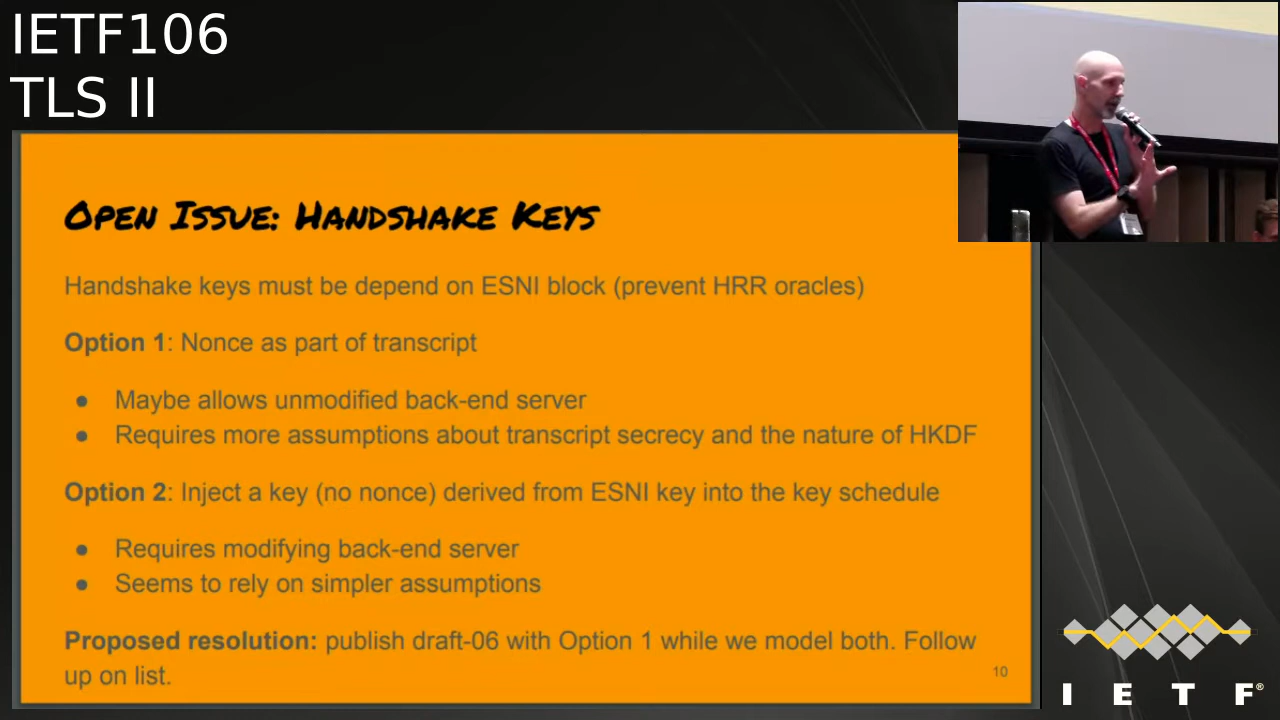 IETF106
TLS II
Open Issue: Handshake Keys
Handshake keys must be depend on ESNI block (prevent HRR oracles)
Option 1: Nonce as part of transcript
● Maybe allows unmodified back-end server
● Requires more assumptions about transcript secrecy and the nature of HKDF
Option 2: Inject a key (no nonce) derived from ESNI key into the key schedule
● Requires modifying back-end server
● Seems to rely on simpler assumptions
Proposed resolution: publish draft-06 with Option 1 while we model both. Follow
up on list.
10
I E T F®